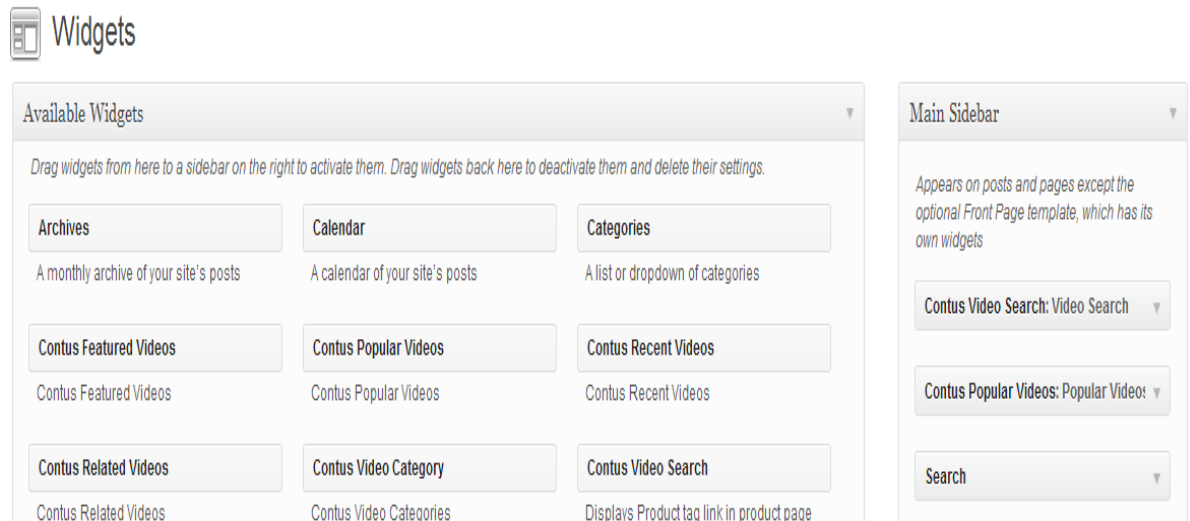 Widgets
Available Widgets
Drag widgets from here to a sidebar on the right to activate them. Drag widgets back here to deactivate them and delete their settings.
Archives
Calendar
Categories
A monthly archive of your site's posts
A calendar of your site's posts
A list or dropdown of categories
Contus Featured Videos
Contus Popular Videos
Contus Recent Videos
Contus Featured Videos
Contus Popular Videos
Contus Recent Videos
Contus Related Videos
Contus Video Category
Contus Video Search
Contus Related Videos
Contus Video Categories
Displays Product tag link in product page
Main Sidebar
Appears on posts and pages except the
optional Front Page template, which has its
own widgets
Contus Video Search: Video Search
Contus Popular Videos: Popular Videos
Search